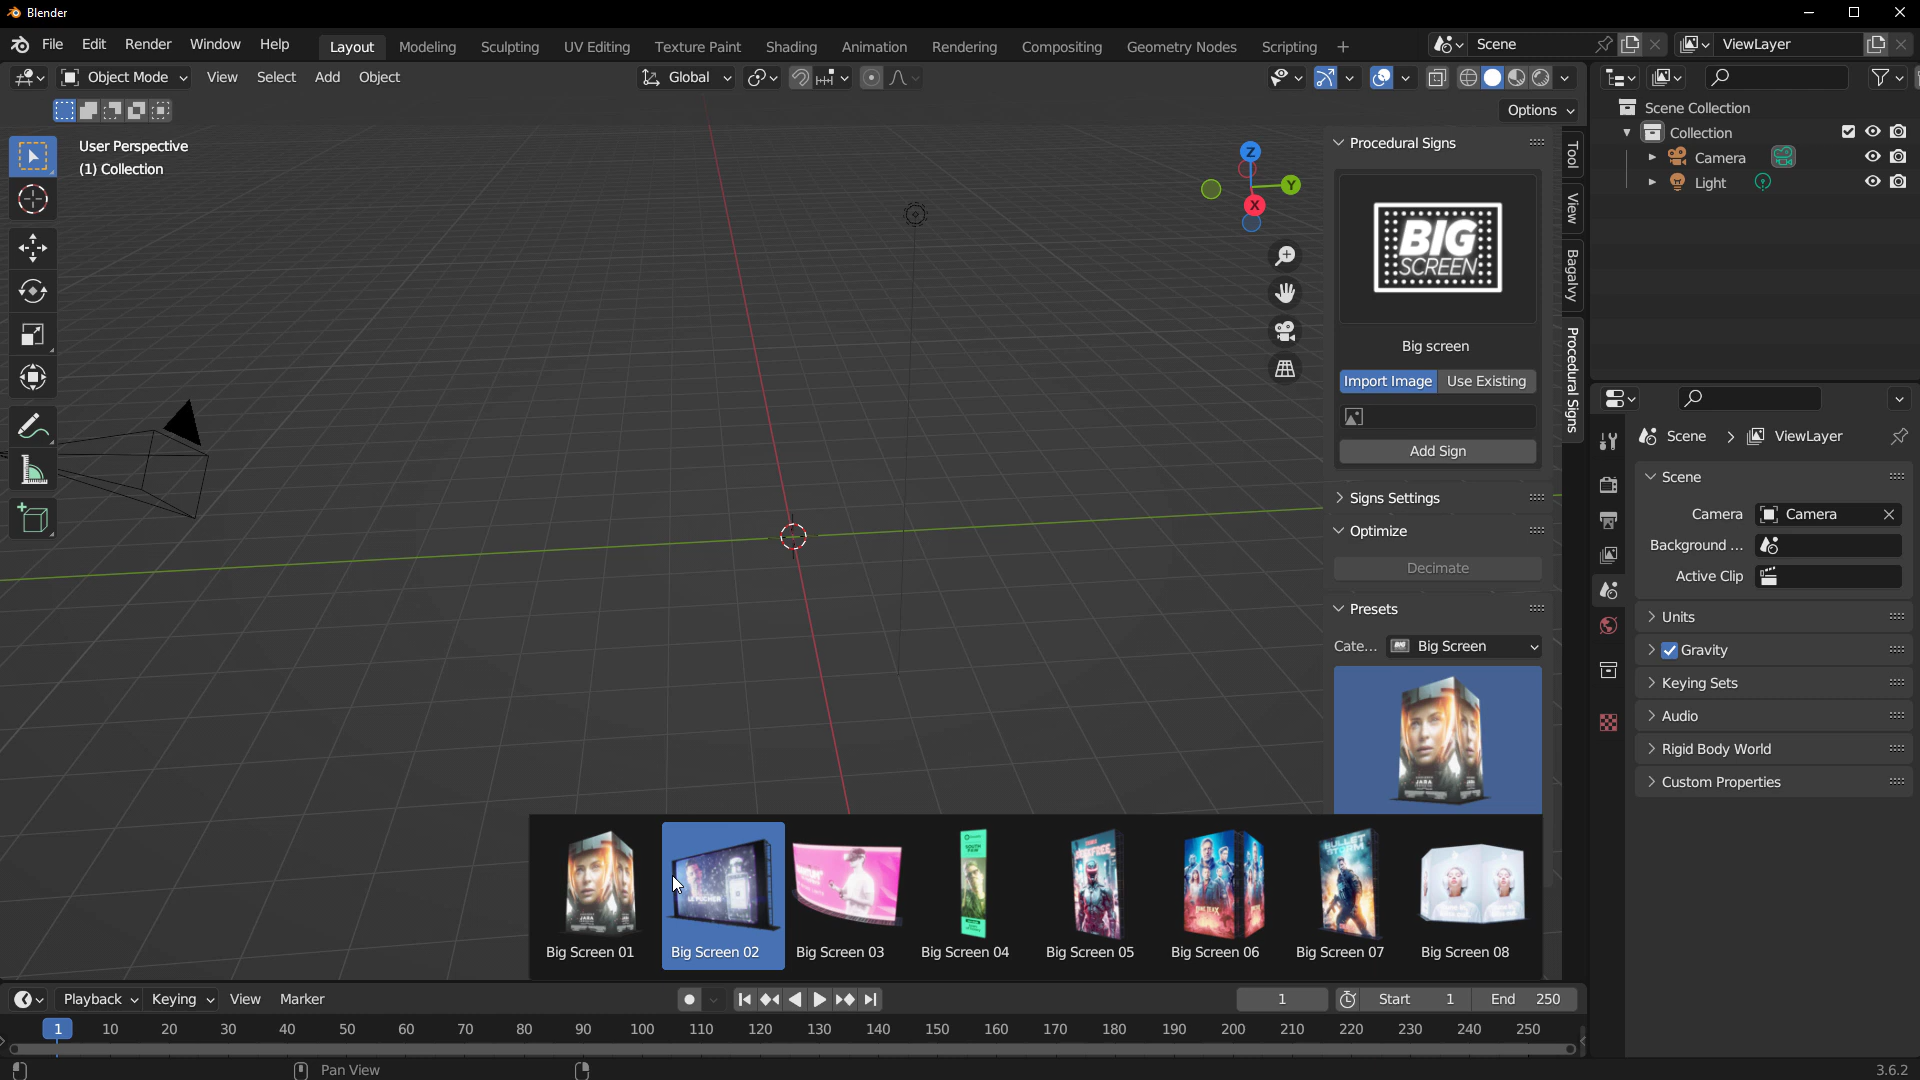 Blender
File Edit Render Window Help
Layout Modeling Sculpting UV Editing Texture Paint Shading Animation Rendering Compositing Geometry Nodes Scripting +
Scene
ViewLayer
Object Mode View Select Add Object
Global
Options
User Perspective
(1) Collection
Z
Y
X
Procedural Signs
BIG
SCREEN
Big screen
Import Image Use Existing
Add Sign
Signs Settings
Optimize
Decimate
Presets
Cate... Big Screen
Tool
View
Bagalvy
Procedural Signs
Scene Collection
Collection
Camera
Light
Scene > ViewLayer
Scene
Camera Camera
Background ...
Active Clip
Units
Gravity
Keying Sets
Audio
Rigid Body World
Custom Properties
Big Screen 01 Big Screen 02 Big Screen 03 Big Screen 04 Big Screen 05 Big Screen 06 Big Screen 07 Big Screen 08
Playback Keying View Marker
1
Start 1 End 250
1 10 20 30 40 50 60 70 80 90 100 110 120 130 140 150 160 170 180 190 200 210 220 230 240 250
Pan View
3.6.2